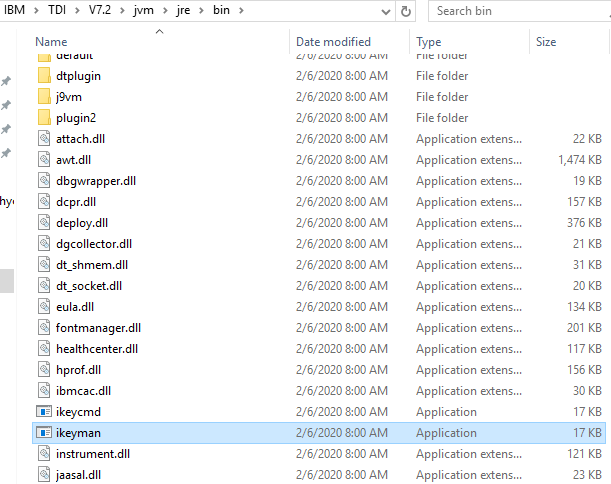 IBM > TDI > V7.2 > jvm > jre > bin >
Search bin
Name Date modified Type Size
default 2/6/2020 8:00 AM File folder
dtplugin 2/6/2020 8:00 AM File folder
j9vm 2/6/2020 8:00 AM File folder
plugin2 2/6/2020 8:00 AM File folder
attach.dll 2/6/2020 8:00 AM Application extens... 22 KB
awt.dll 2/6/2020 8:00 AM Application extens... 1,474 KB
dbgwrapper.dll 2/6/2020 8:00 AM Application extens... 19 KB
dcpr.dll 2/6/2020 8:00 AM Application extens... 157 KB
deploy.dll 2/6/2020 8:00 AM Application extens... 376 KB
dgcollector.dll 2/6/2020 8:00 AM Application extens... 21 KB
dt_shmem.dll 2/6/2020 8:00 AM Application extens... 31 KB
dt_socket.dll 2/6/2020 8:00 AM Application extens... 20 KB
eula.dll 2/6/2020 8:00 AM Application extens... 134 KB
fontmanager.dll 2/6/2020 8:00 AM Application extens... 201 KB
healthcenter.dll 2/6/2020 8:00 AM Application extens... 117 KB
hprof.dll 2/6/2020 8:00 AM Application extens... 156 KB
ibmcac.dll 2/6/2020 8:00 AM Application extens... 30 KB
ikeycmd 2/6/2020 8:00 AM Application 17 KB
ikeyman 2/6/2020 8:00 AM Application 17 KB
instrument.dll 2/6/2020 8:00 AM Application extens... 121 KB
jaasal.dll 2/6/2020 8:00 AM Application extens... 23 KB